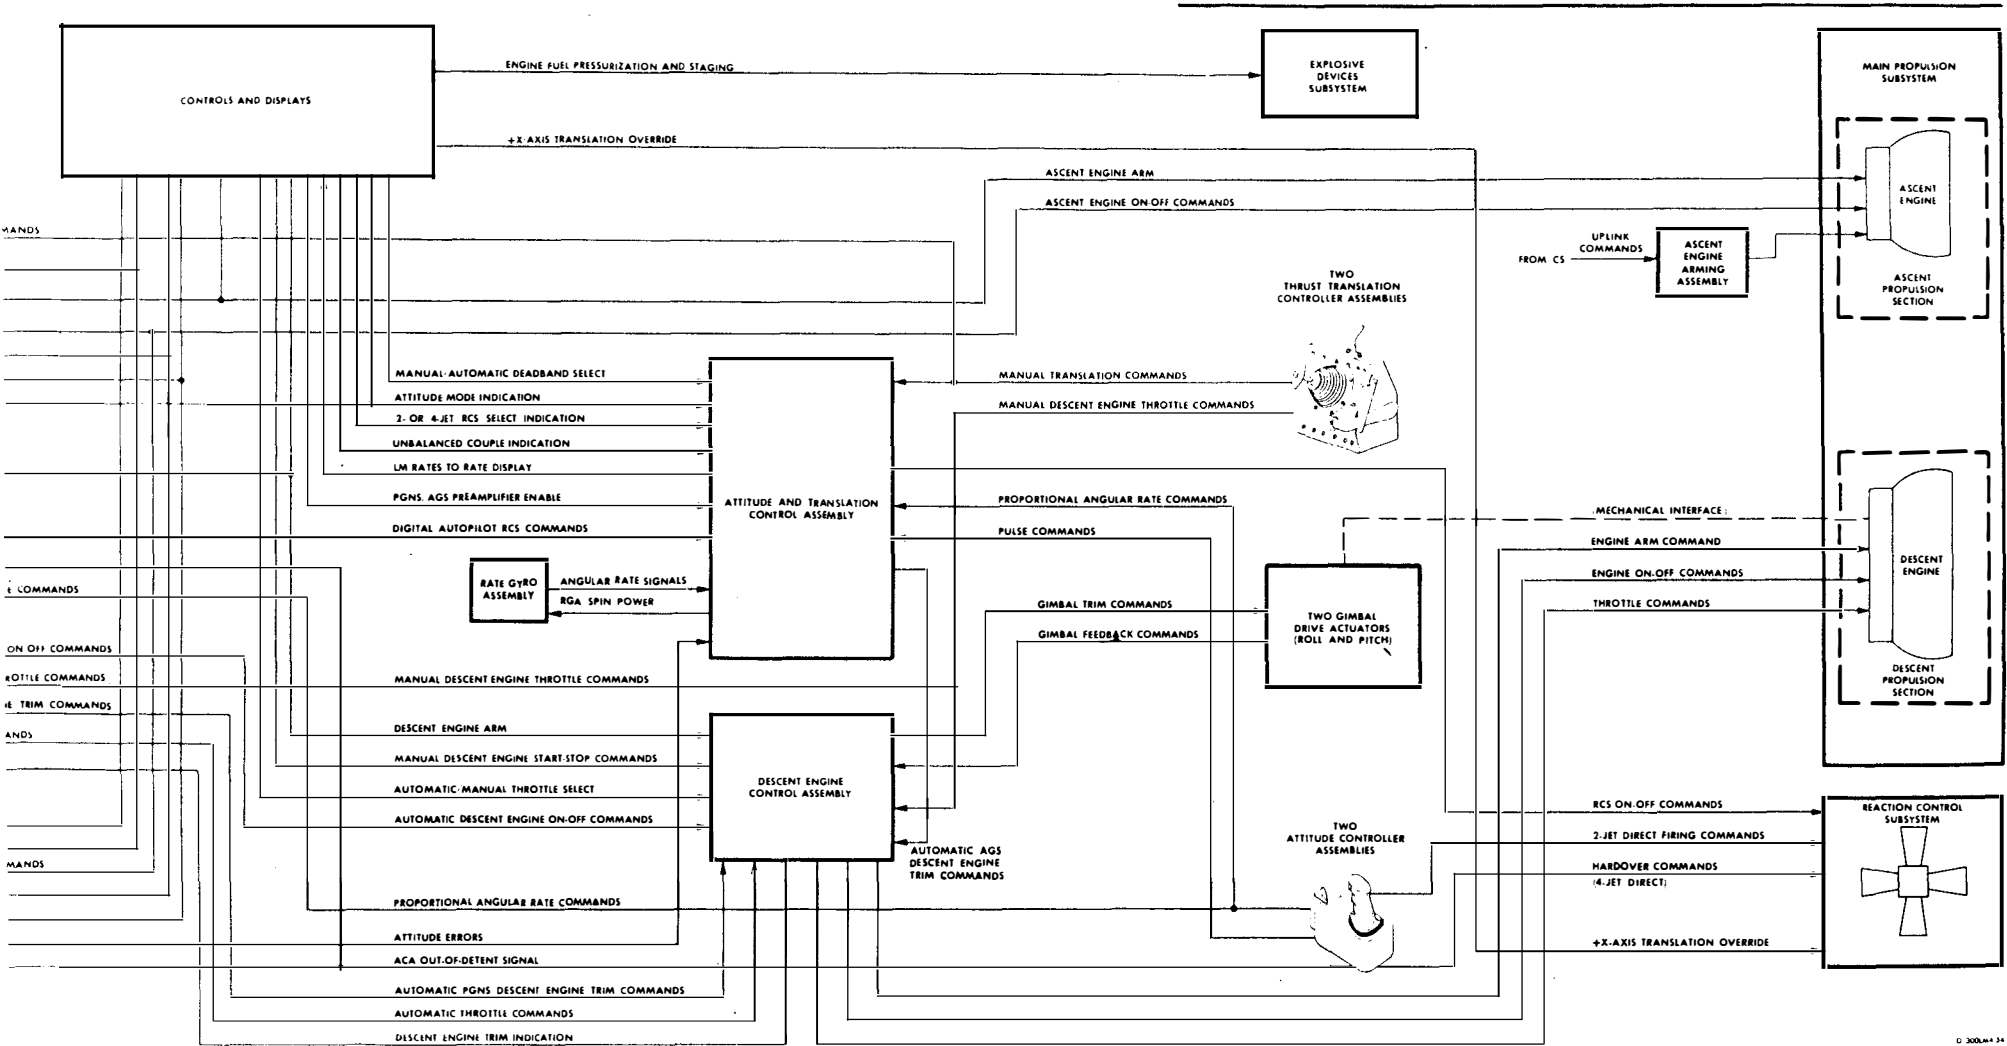 CONTROLS AND DISPLAYS
ENGINE FUEL PRESSURIZATION AND STAGING
EXPLOSIVE
DEVICES
SUBSYSTEM
MAIN PROPULSION
SUBSYSTEM
+X-AXIS TRANSLATION OVERRIDE
ASCENT ENGINE ARM
ASCENT ENGINE ON-OFF COMMANDS
ASCENT
ENGINE
ASCENT
PROPULSION
SECTION
UPLINK
COMMANDS
FROM CS
ASCENT
ENGINE
ARMING
ASSEMBLY
MANDS
TWO
THRUST TRANSLATION
CONTROLLER ASSEMBLIES
MANUAL-AUTOMATIC DEADBAND SELECT
ATTITUDE MODE INDICATION
2- OR 4-JET RCS SELECT INDICATION
UNBALANCED COUPLE INDICATION
LM RATES TO RATE DISPLAY
PGNS, AGS PREAMPLIFIER ENABLE
DIGITAL AUTOPILOT RCS COMMANDS
ATTITUDE AND TRANSLATION
CONTROL ASSEMBLY
MANUAL TRANSLATION COMMANDS
MANUAL DESCENT ENGINE THROTTLE COMMANDS
PROPORTIONAL ANGULAR RATE COMMANDS
PULSE COMMANDS
(MECHANICAL INTERFACE)
ENGINE ARM COMMAND
ENGINE ON-OFF COMMANDS
THROTTLE COMMANDS
DESCENT
ENGINE
DESCENT
PROPULSION
SECTION
RATE GYRO
ASSEMBLY
ANGULAR RATE SIGNALS
RGA SPIN POWER
E COMMANDS
GIMBAL TRIM COMMANDS
GIMBAL FEEDBACK COMMANDS
TWO GIMBAL
DRIVE ACTUATORS
(ROLL AND PITCH)
ON OFF COMMANDS
ROTTLE COMMANDS
E TRIM COMMANDS
ANDS
MANUAL DESCENT ENGINE THROTTLE COMMANDS
DESCENT ENGINE ARM
MANUAL DESCENT ENGINE START-STOP COMMANDS
AUTOMATIC-MANUAL THROTTLE SELECT
AUTOMATIC DESCENT ENGINE ON-OFF COMMANDS
DESCENT ENGINE
CONTROL ASSEMBLY
AUTOMATIC AGS
DESCENT ENGINE
TRIM COMMANDS
TWO
ATTITUDE CONTROLLER
ASSEMBLIES
RCS ON-OFF COMMANDS
2-JET DIRECT FIRING COMMANDS
HARDOVER COMMANDS
(4-JET DIRECT)
+X-AXIS TRANSLATION OVERRIDE
REACTION CONTROL
SUBSYSTEM
MANDS
PROPORTIONAL ANGULAR RATE COMMANDS
ATTITUDE ERRORS
ACA OUT-OF-DETENT SIGNAL
AUTOMATIC PGNS DESCENT ENGINE TRIM COMMANDS
AUTOMATIC THROTTLE COMMANDS
DESCENT ENGINE TRIM INDICATION